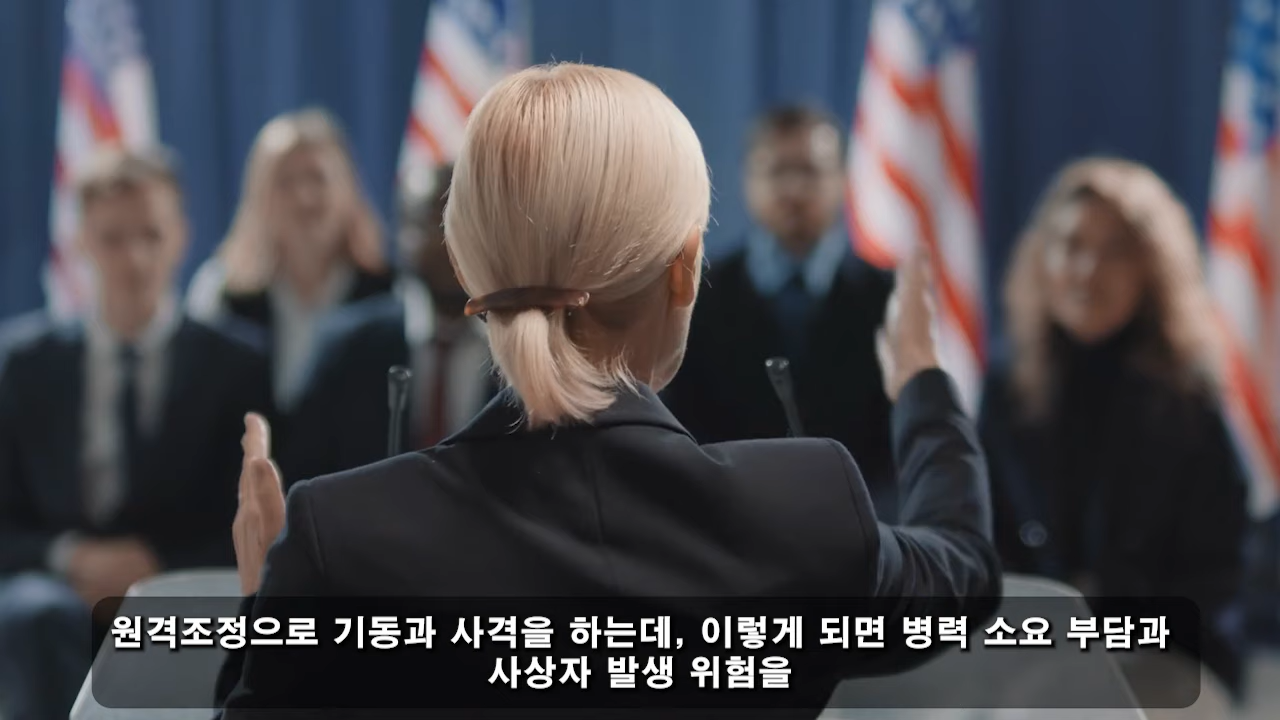 원격조정으로 기동과 사격을 하는데, 이렇게 되면 병력 소요 부담과
사상자 발생 위험을